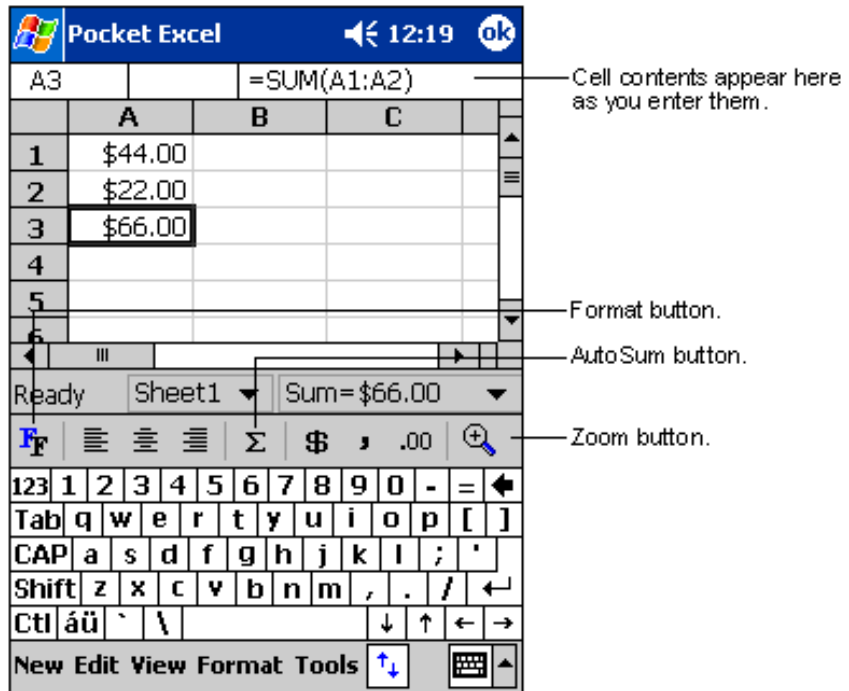 Pocket Excel 12:19 ok
A3 =SUM(A1:A2)
Cell contents appear here
as you enter them.
A B C
1 $44.00
2 $22.00
3 $66.00
4
5
6
Format button.
AutoSum button.
Ready Sheet1 Sum=$66.00
FF Σ $ , .00
Zoom button.
123 1 2 3 4 5 6 7 8 9 0 - =
Tab q w e r t y u i o p [ ]
CAP a s d f g h j k l ; '
Shift z x c v b n m , . /
Ctl áü ` \ ↓ ↑ ← →
New Edit View Format Tools